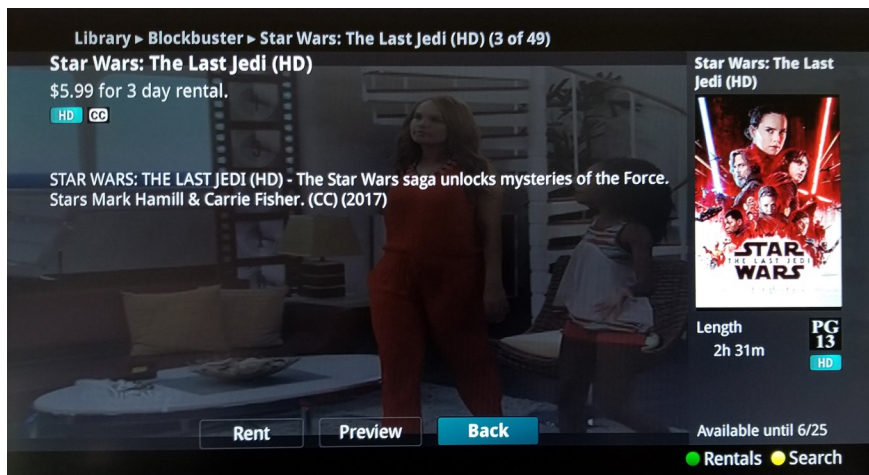 Library ▸ Blockbuster ▸ Star Wars: The Last Jedi (HD) (3 of 49)
Star Wars: The Last Jedi (HD)
$5.99 for 3 day rental.
HD CC
STAR WARS: THE LAST JEDI (HD) - The Star Wars saga unlocks mysteries of the Force.
Stars Mark Hamill & Carrie Fisher. (CC) (2017)
Rent Preview Back
Star Wars: The Last
Jedi (HD)
STAR
THE LAST JEDI
WARS
Length
2h 31m
PG
13
HD
Available until 6/25
Rentals Search